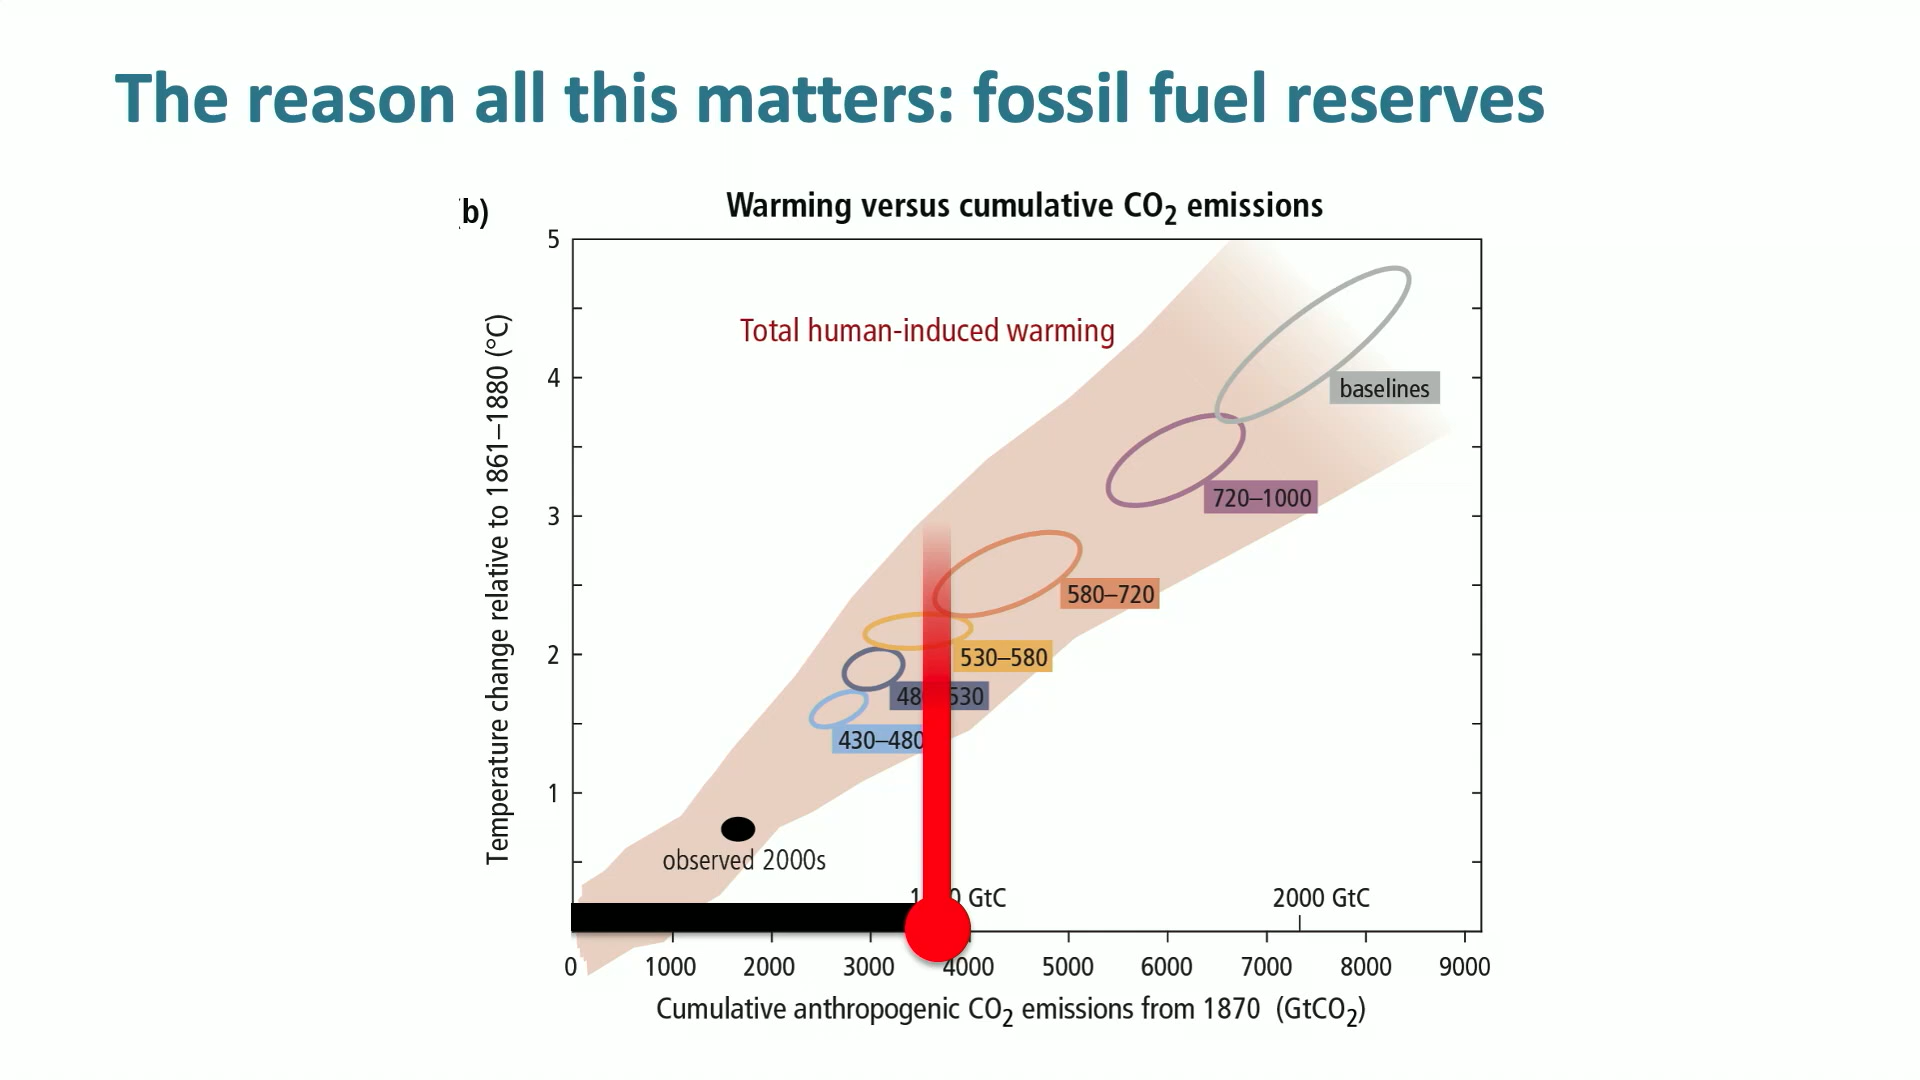 The reason all this matters: fossil fuel reserves
b)
Warming versus cumulative CO₂ emissions
5
Total human-induced warming
4
baselines
720–1000
3
580–720
2
530–580
430–480
1
observed 2000s
GtC
2000 GtC
0 1000 2000 3000 4000 5000 6000 7000 8000 9000
Temperature change relative to 1861–1880 (°C)
Cumulative anthropogenic CO₂ emissions from 1870 (GtCO₂)